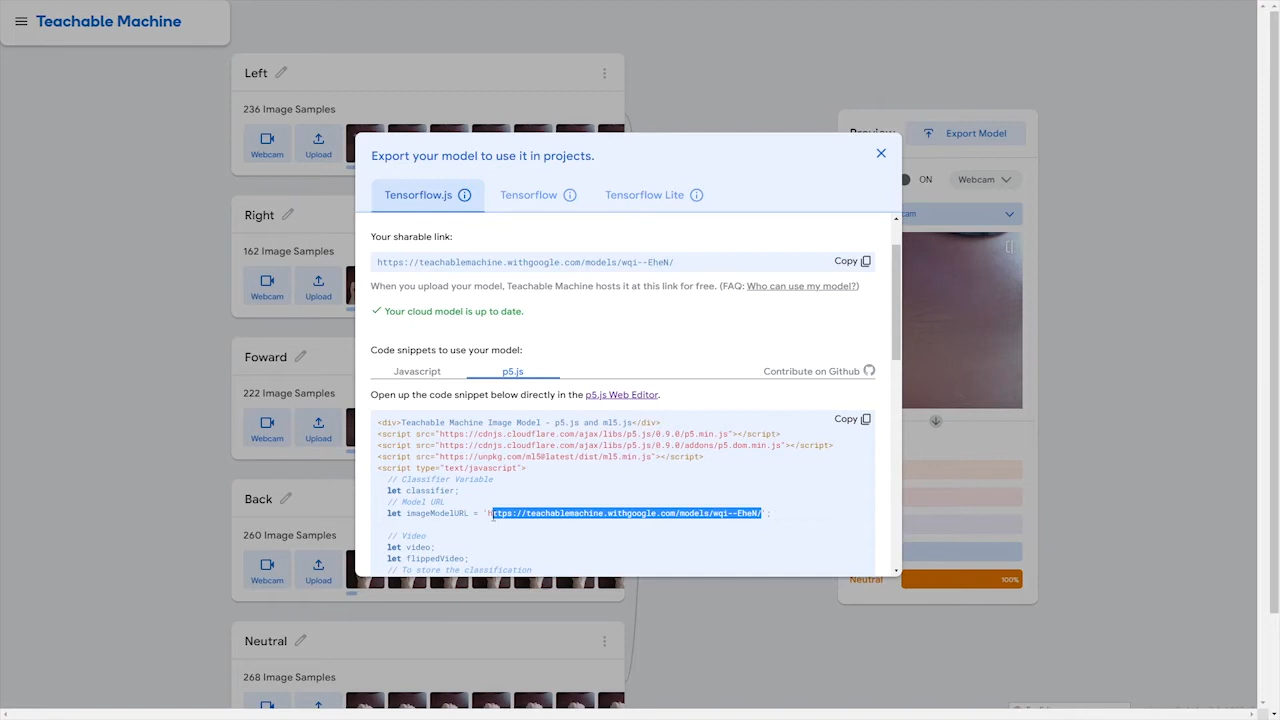 Teachable Machine
Left
236 Image Samples
Webcam
Upload
Right
162 Image Samples
Webcam
Upload
Foward
222 Image Samples
Webcam
Upload
Back
260 Image Samples
Webcam
Upload
Neutral
268 Image Samples
Export your model to use it in projects.
Tensorflow.js
Tensorflow
Tensorflow Lite
Your sharable link:
https://teachablemachine.withgoogle.com/models/wqi--EheN/
Copy
When you upload your model, Teachable Machine hosts it at this link for free. (FAQ: Who can use my model?)
Your cloud model is up to date.
Code snippets to use your model:
Javascript
p5.js
Contribute on Github
Open up the code snippet below directly in the p5.js Web Editor.
Copy
<div>Teachable Machine Image Model - p5.js and ml5.js</div>
<script src="https://cdnjs.cloudflare.com/ajax/libs/p5.js/0.9.0/p5.min.js"></script>
<script src="https://cdnjs.cloudflare.com/ajax/libs/p5.js/0.9.0/addons/p5.dom.min.js"></script>
<script src="https://unpkg.com/ml5@latest/dist/ml5.min.js"></script>
<script type="text/javascript">
// Classifier Variable
let classifier;
// Model URL
let imageModelURL = 'https://teachablemachine.withgoogle.com/models/wqi--EheN/';
// Video
let video;
let flippedVideo;
// To store the classification
Preview
Export Model
ON
Webcam
Neutral
100%